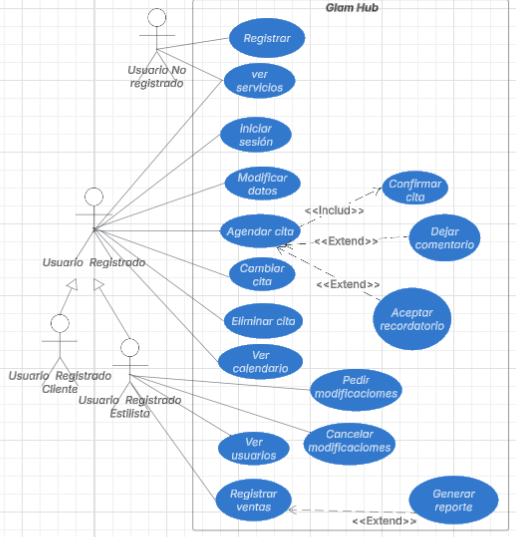 Glam Hub
Registrar
Usuario No
registrado
ver
servicios
Iniciar
sesión
Modificar
datos
Confirmar
cita
<<Includ>>
Agendar cita
Dejar
comentario
<<Extend>>
Usuario Registrado
Cambiar
cita
<<Extend>>
Aceptar
recordatorio
Eliminar cita
Ver
calendario
Usuario Registrado
Cliente
Usuario Registrado
Estilista
Pedir
modificaciomes
Cancelar
modificaciomes
Ver
usuarios
Registrar
ventas
Generar
reporte
<<Extend>>